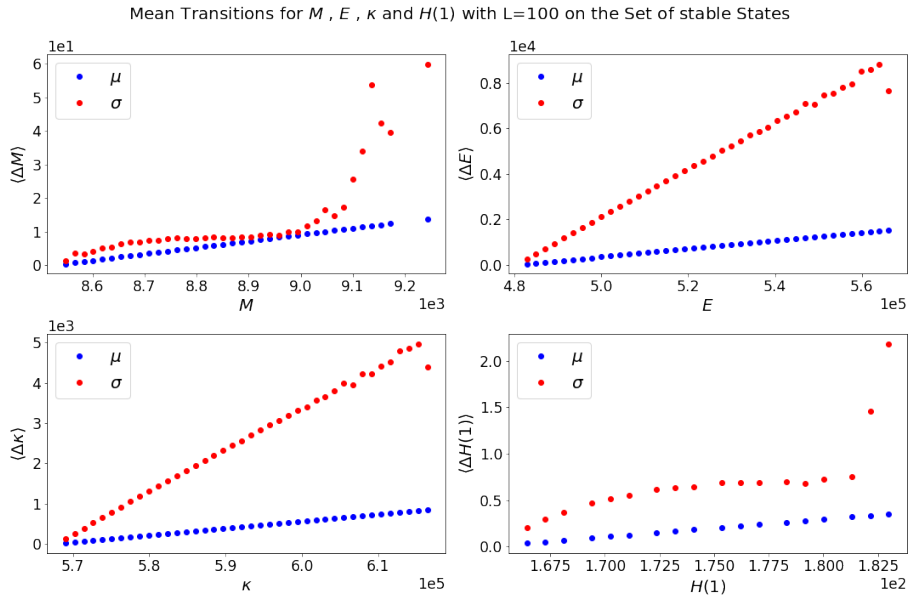 Mean Transitions for M , E , κ and H(1) with L=100 on the Set of stable States
1e1
6
5
4
3
2
1
0
⟨ΔM⟩
μ
σ
8.6 8.7 8.8 8.9 9.0 9.1 9.2
1e3
M
1e4
0.8
0.6
0.4
0.2
0.0
⟨ΔE⟩
μ
σ
4.8 5.0 5.2 5.4 5.6
1e5
E
1e3
5
4
3
2
1
0
⟨Δκ⟩
μ
σ
5.7 5.8 5.9 6.0 6.1
1e5
κ
2.0
1.5
1.0
0.5
0.0
⟨ΔH(1)⟩
μ
σ
1.675 1.700 1.725 1.750 1.775 1.800 1.825
1e2
H(1)